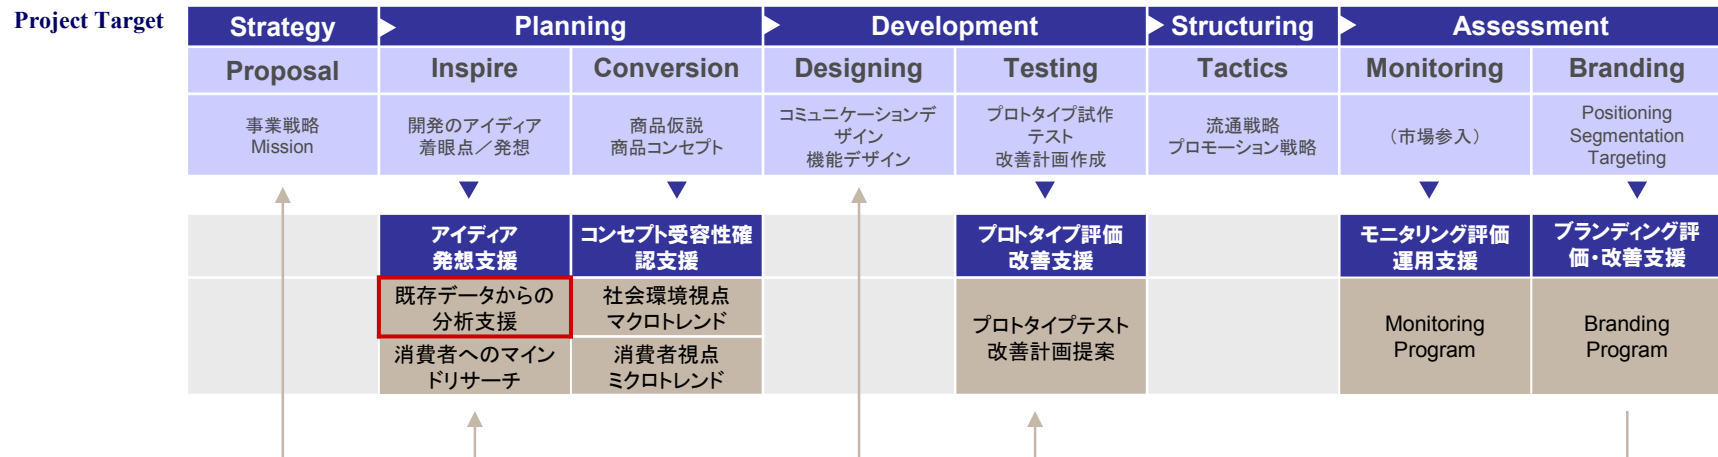 Project Target
Strategy
Planning
Development
Structuring
Assessment
Proposal
Inspire
Conversion
Designing
Testing
Tactics
Monitoring
Branding
事業戦略
Mission
開発のアイディア
着眼点／発想
商品仮説
商品コンセプト
コミュニケーションデ
ザイン
機能デザイン
プロトタイプ試作
テスト
改善計画作成
流通戦略
プロモーション戦略
（市場参入）
Positioning
Segmentation
Targeting
アイディア
発想支援
コンセプト受容性確
認支援
プロトタイプ評価
改善支援
モニタリング評価
運用支援
ブランディング評
価・改善支援
既存データからの
分析支援
社会環境視点
マクロトレンド
消費者へのマイン
ドリサーチ
消費者視点
ミクロトレンド
プロトタイプテスト
改善計画提案
Monitoring
Program
Branding
Program